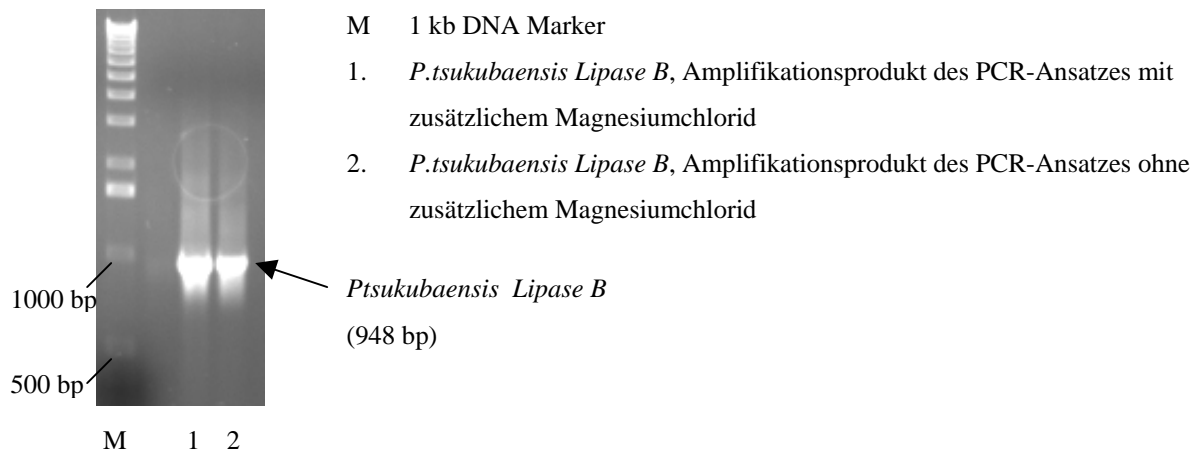 M 1 kb DNA Marker
1. P.tsukubaensis Lipase B, Amplifikationsprodukt des PCR-Ansatzes mit
zusätzlichem Magnesiumchlorid
2. P.tsukubaensis Lipase B, Amplifikationsprodukt des PCR-Ansatzes ohne
zusätzlichem Magnesiumchlorid
1000 bp
Ptsukubaensis Lipase B
(948 bp)
500 bp
M 1 2